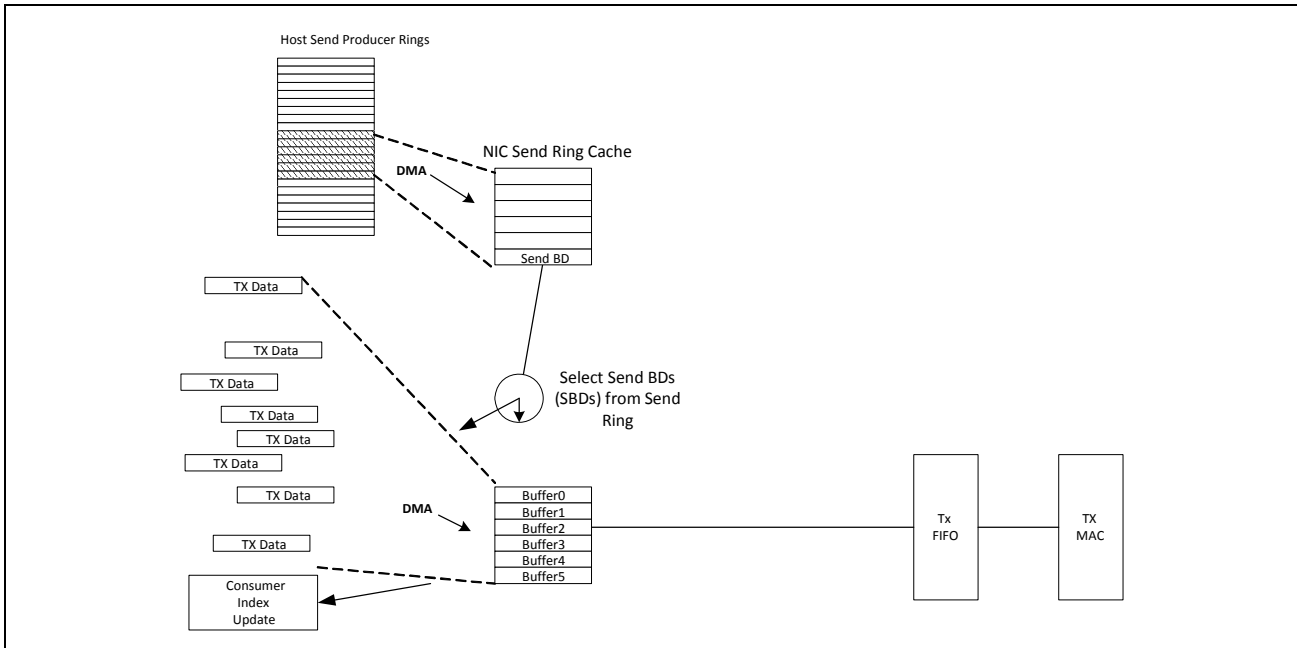 Host Send Producer Rings
NIC Send Ring Cache
DMA
Send BD
TX Data
TX Data
TX Data
TX Data
TX Data
TX Data
TX Data
TX Data
Select Send BDs
(SBDs) from Send
Ring
DMA
Buffer0
Buffer1
Buffer2
Buffer3
Buffer4
Buffer5
Tx
FIFO
TX
MAC
Consumer
Index
Update